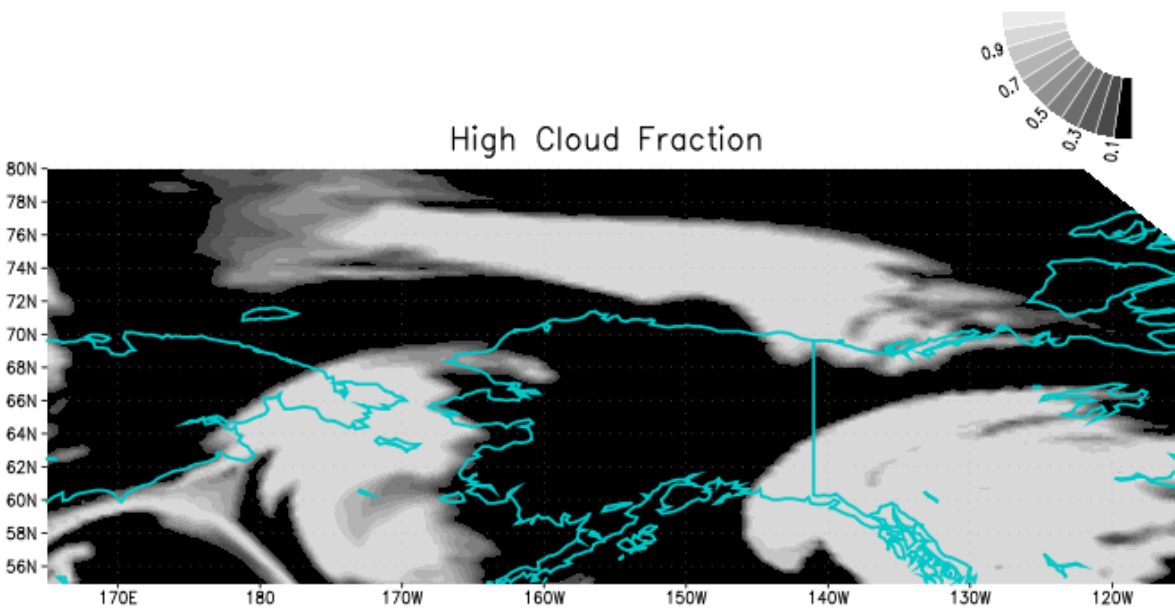 0.9
0.7
0.5
0.3
0.1
High Cloud Fraction
80N
78N
76N
74N
72N
70N
68N
66N
64N
62N
60N
58N
56N
170E 180 170W 160W 150W 140W 130W 120W